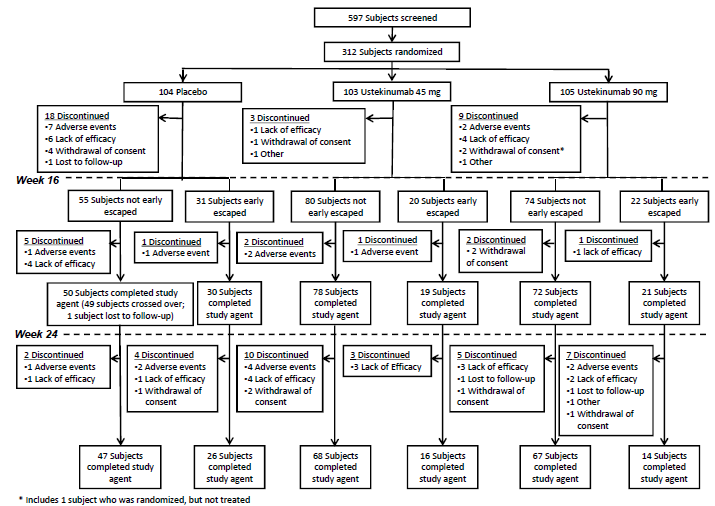 597 Subjects screened
312 Subjects randomized
104 Placebo
103 Ustekinumab 45 mg
105 Ustekinumab 90 mg
18 Discontinued
•7 Adverse events
•6 Lack of efficacy
•4 Withdrawal of consent
•1 Lost to follow-up
3 Discontinued
•1 Lack of efficacy
•1 Withdrawal of consent
•1 Other
9 Discontinued
•2 Adverse events
•4 Lack of efficacy
•2 Withdrawal of consent*
•1 Other
Week 16
55 Subjects not early
escaped
31 Subjects early
escaped
80 Subjects not early
escaped
20 Subjects early
escaped
74 Subjects not
early escaped
22 Subjects early
escaped
5 Discontinued
•1 Adverse events
•4 Lack of efficacy
1 Discontinued
•1 Adverse event
2 Discontinued
•2 Adverse events
1 Discontinued
•1 Adverse event
2 Discontinued
•2 Withdrawal
of consent
1 Discontinued
•1 lack of efficacy
50 Subjects completed study
agent (49 subjects crossed over;
1 subject lost to follow-up)
30 Subjects
completed
study agent
78 Subjects
completed
study agent
19 Subjects
completed
study agent
72 Subjects
completed
study agent
21 Subjects
completed
study agent
Week 24
2 Discontinued
•1 Adverse events
•1 Lack of efficacy
4 Discontinued
•2 Adverse events
•1 Lack of efficacy
•1 Withdrawal of
consent
10 Discontinued
•4 Adverse events
•4 Lack of efficacy
•2 Withdrawal of
consent
3 Discontinued
•3 Lack of Efficacy
5 Discontinued
•3 Lack of efficacy
•1 Lost to follow-up
•1 Withdrawal of
consent
7 Discontinued
•2 Adverse events
•2 Lack of efficacy
•1 Lost to follow-up
•1 Other
•1 Withdrawal of
consent
47 Subjects
completed study
agent
26 Subjects
completed
study agent
68 Subjects
completed
study agent
16 Subjects
completed
study agent
67 Subjects
completed
study agent
14 Subjects
completed
study agent
* Includes 1 subject who was randomized, but not treated